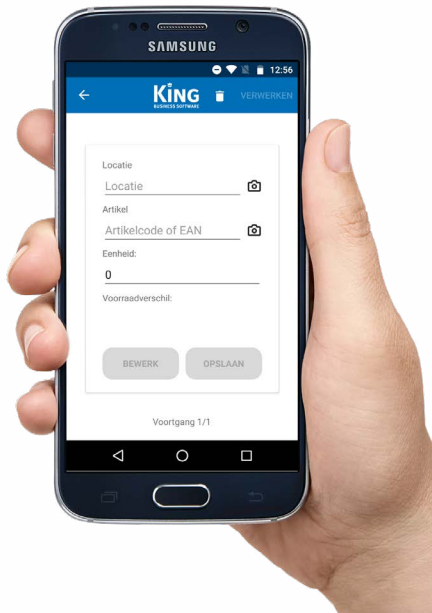 SAMSUNG
12:56
KING
BUSINESS SOFTWARE
VERWERKEN
Locatie
Locatie
Artikel
Artikelcode of EAN
Eenheid:
0
Voorraadverschil:
BEWERK
OPSLAAN
Voortgang 1/1